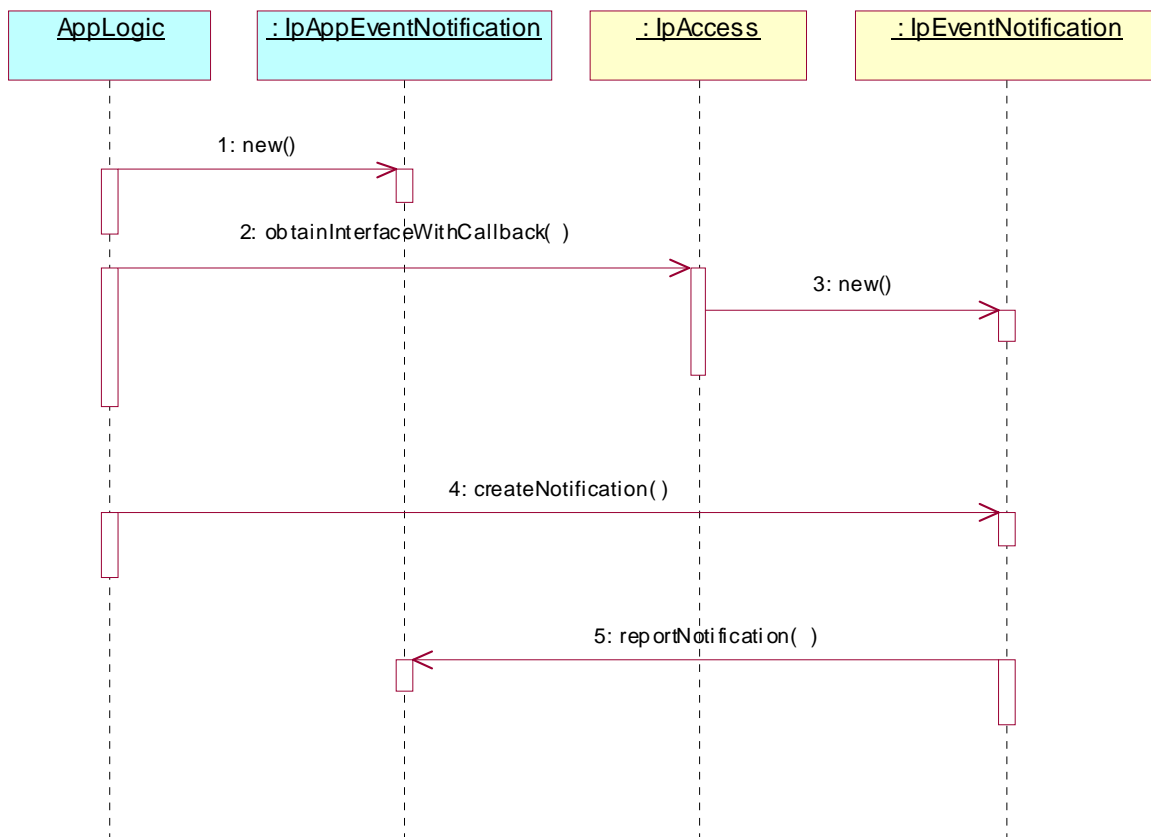 AppLogic
: IpAppEventNotification
: IpAccess
: IpEventNotification
1: new()
2: obtainInterfaceWithCallback( )
3: new()
4: createNotification( )
5: reportNotification( )